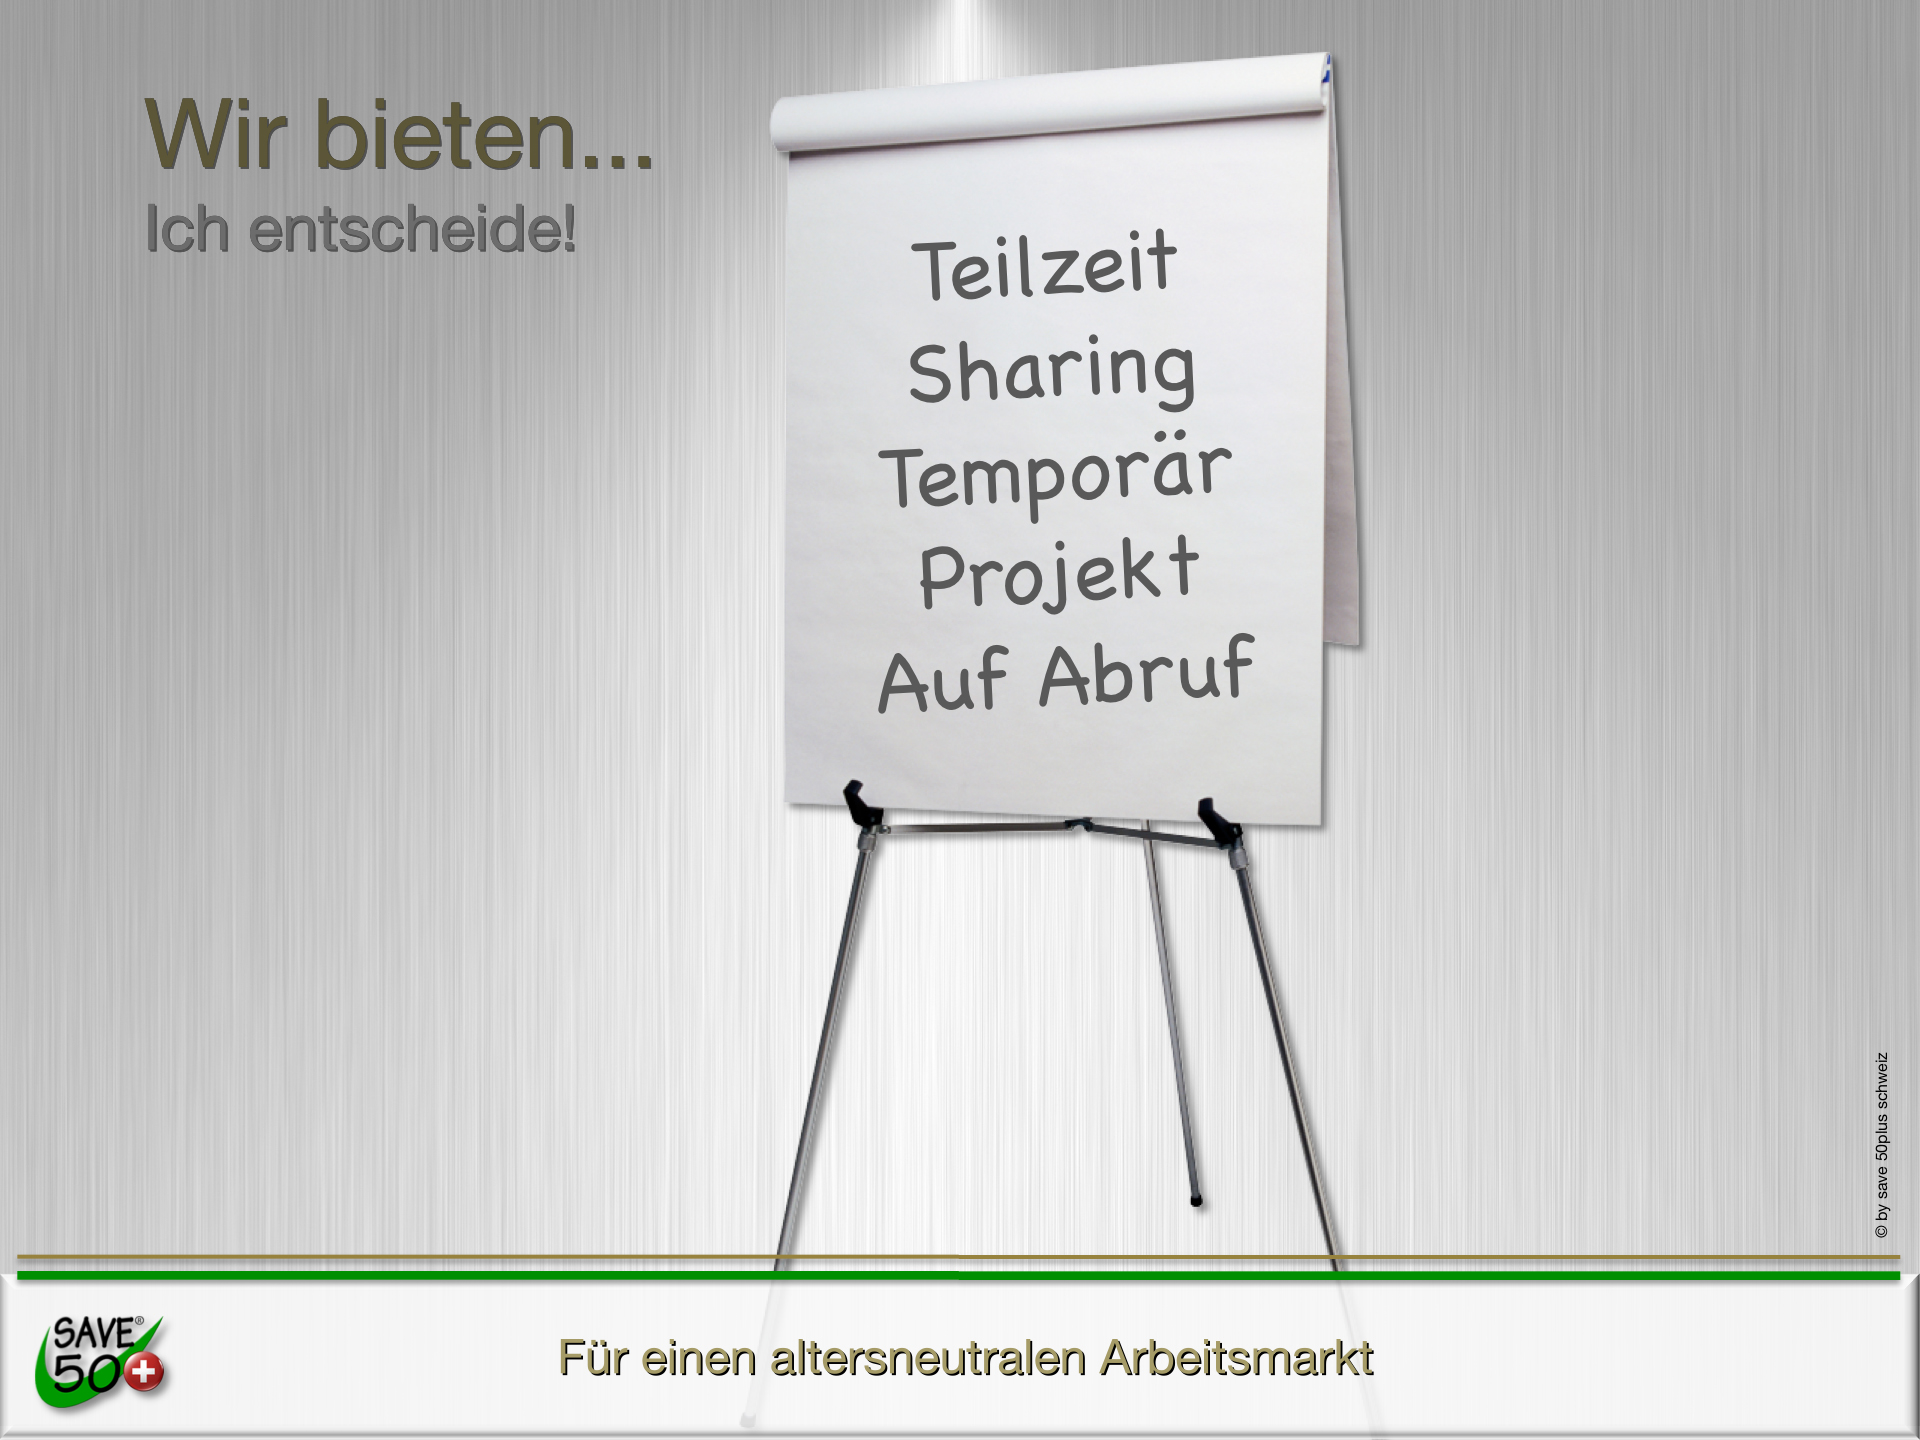 Wir bieten...
Ich entscheide!
Teilzeit
Sharing
Temporär
Projekt
Auf Abruf
© by save 50plus schweiz
SAVE®
50+
Für einen altersneutralen Arbeitsmarkt